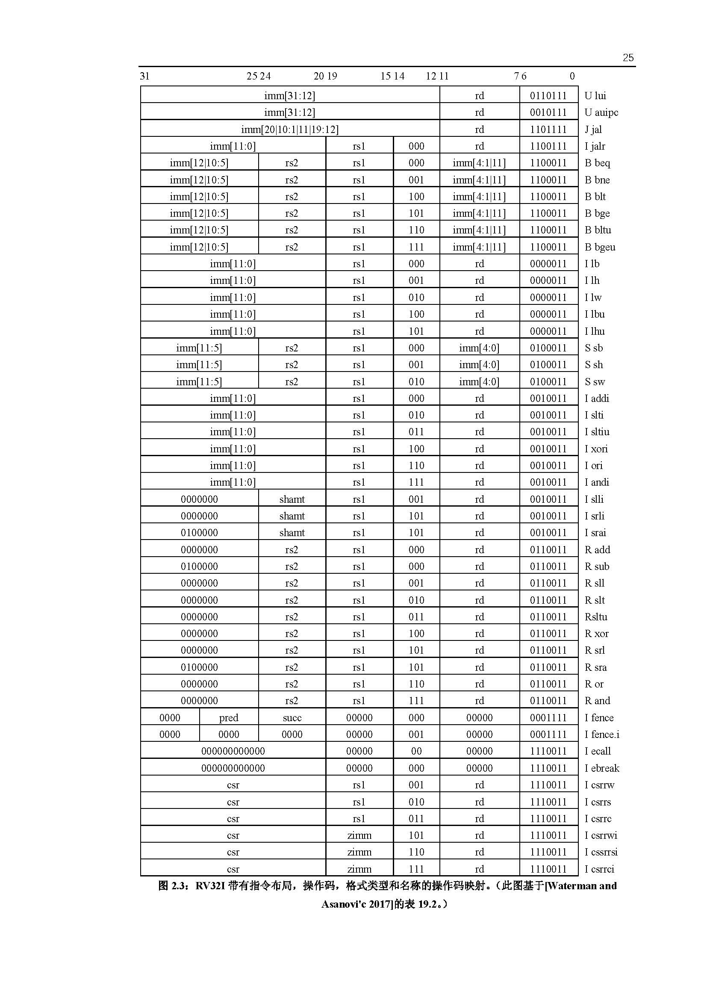 25
31 25 24 20 19 15 14 12 11 7 6 0
imm[31:12] rd 0110111 U lui
imm[31:12] rd 0010111 U auipc
imm[20|10:1|11|19:12] rd 1101111 J jal
imm[11:0] rs1 000 rd 1100111 I jalr
imm[12|10:5] rs2 rs1 000 imm[4:1|11] 1100011 B beq
imm[12|10:5] rs2 rs1 001 imm[4:1|11] 1100011 B bne
imm[12|10:5] rs2 rs1 100 imm[4:1|11] 1100011 B blt
imm[12|10:5] rs2 rs1 101 imm[4:1|11] 1100011 B bge
imm[12|10:5] rs2 rs1 110 imm[4:1|11] 1100011 B bltu
imm[12|10:5] rs2 rs1 111 imm[4:1|11] 1100011 B bgeu
imm[11:0] rs1 000 rd 0000011 I lb
imm[11:0] rs1 001 rd 0000011 I lh
imm[11:0] rs1 010 rd 0000011 I lw
imm[11:0] rs1 100 rd 0000011 I lbu
imm[11:0] rs1 101 rd 0000011 I lhu
imm[11:5] rs2 rs1 000 imm[4:0] 0100011 S sb
imm[11:5] rs2 rs1 001 imm[4:0] 0100011 S sh
imm[11:5] rs2 rs1 010 imm[4:0] 0100011 S sw
imm[11:0] rs1 000 rd 0010011 I addi
imm[11:0] rs1 010 rd 0010011 I slti
imm[11:0] rs1 011 rd 0010011 I sltiu
imm[11:0] rs1 100 rd 0010011 I xori
imm[11:0] rs1 110 rd 0010011 I ori
imm[11:0] rs1 111 rd 0010011 I andi
0000000 shamt rs1 001 rd 0010011 I slli
0000000 shamt rs1 101 rd 0010011 I srli
0100000 shamt rs1 101 rd 0010011 I srai
0000000 rs2 rs1 000 rd 0110011 R add
0100000 rs2 rs1 000 rd 0110011 R sub
0000000 rs2 rs1 001 rd 0110011 R sll
0000000 rs2 rs1 010 rd 0110011 R slt
0000000 rs2 rs1 011 rd 0110011 Rsltu
0000000 rs2 rs1 100 rd 0110011 R xor
0000000 rs2 rs1 101 rd 0110011 R srl
0100000 rs2 rs1 101 rd 0110011 R sra
0000000 rs2 rs1 110 rd 0110011 R or
0000000 rs2 rs1 111 rd 0110011 R and
0000 pred succ 00000 000 00000 0001111 I fence
0000 0000 0000 00000 001 00000 0001111 I fence.i
000000000000 00000 00 00000 1110011 I ecall
000000000000 00000 000 00000 1110011 I ebreak
csr rs1 001 rd 1110011 I csrrw
csr rs1 010 rd 1110011 I csrrs
csr rs1 011 rd 1110011 I csrrc
csr zimm 101 rd 1110011 I csrrwi
csr zimm 110 rd 1110011 I cssrrsi
csr zimm 111 rd 1110011 I csrrci
图 2.3：RV32I 带有指令布局，操作码，格式类型和名称的操作码映射。（此图基于[Waterman and
Asanovi'c 2017]的表 19.2。）